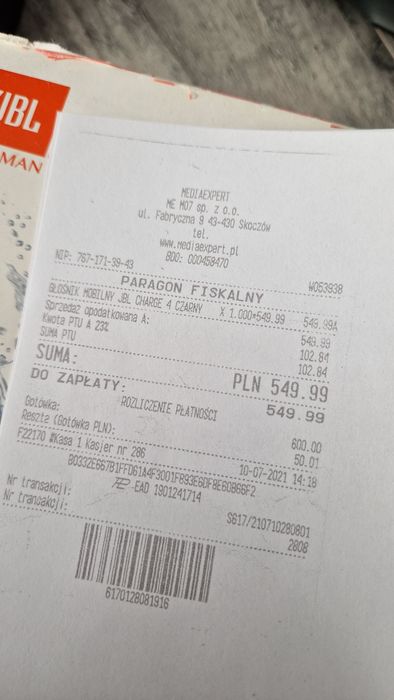 JBL
MAN
MEDIAEXPERT
ME M07 sp. z o.o.
ul. Fabryczna 9 43-430 Skoczów
tel.
www.mediaexpert.pl
BDO: 000458470
NIP: 767-171-39-43 W063938
PARAGON FISKALNY
GŁOŚNIK MOBILNY JBL CHARGE 4 CZARNY X 1.000*549.99 549.99A
Sprzedaż opodatkowana A: 549.99
Kwota PTU A 23% 102.84
SUMA PTU 102.84
SUMA: PLN 549.99
DO ZAPŁATY: 549.99
ROZLICZENIE PŁATNOŚCI
Gotówka: 600.00
Reszta (Gotówka PLN): 50.01
F22170 #Kasa 1 Kasjer nr 286 10-07-2021 14:18
EAO 1901241714
Nr transakcji: S617/210710280801
Nr transakcji: 2808
6170128081916